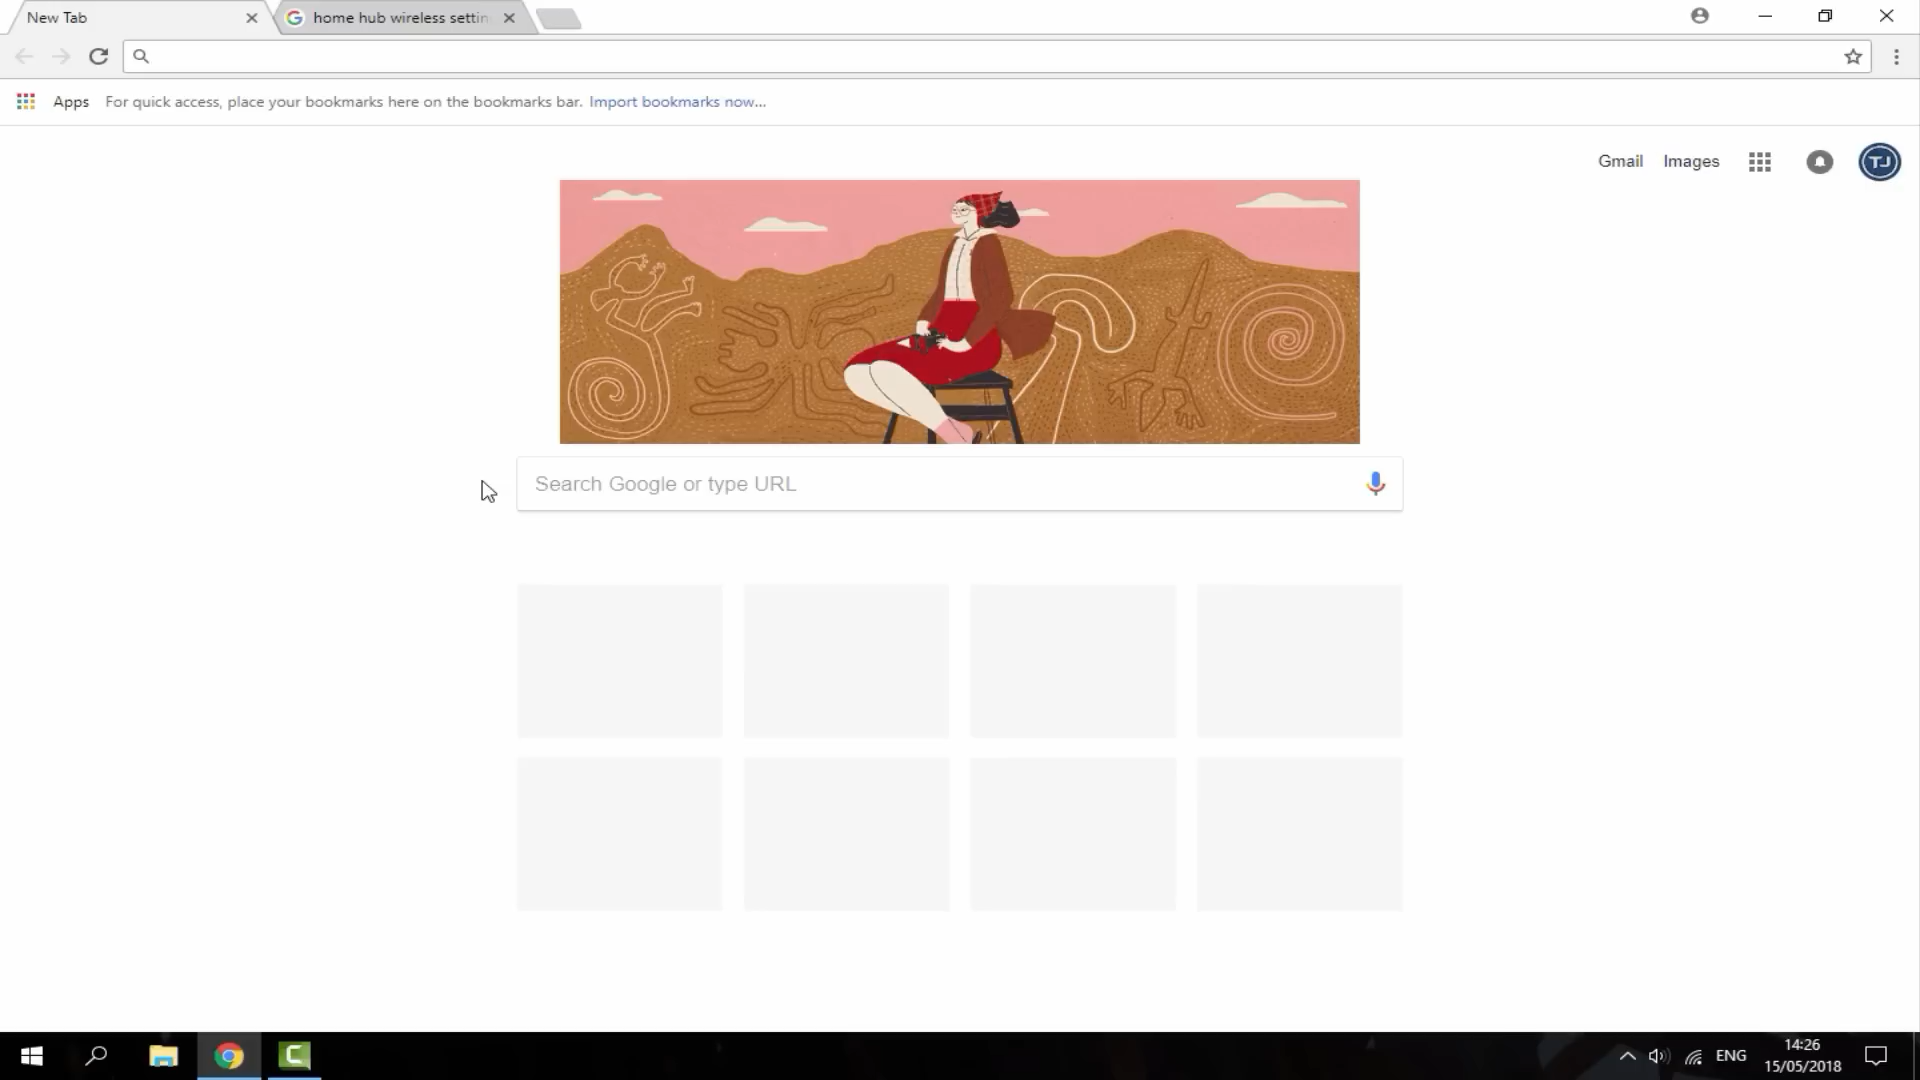 New Tab
home hub wireless settin
Apps For quick access, place your bookmarks here on the bookmarks bar. Import bookmarks now...
Gmail Images TJ
Search Google or type URL
ENG
14:26
15/05/2018